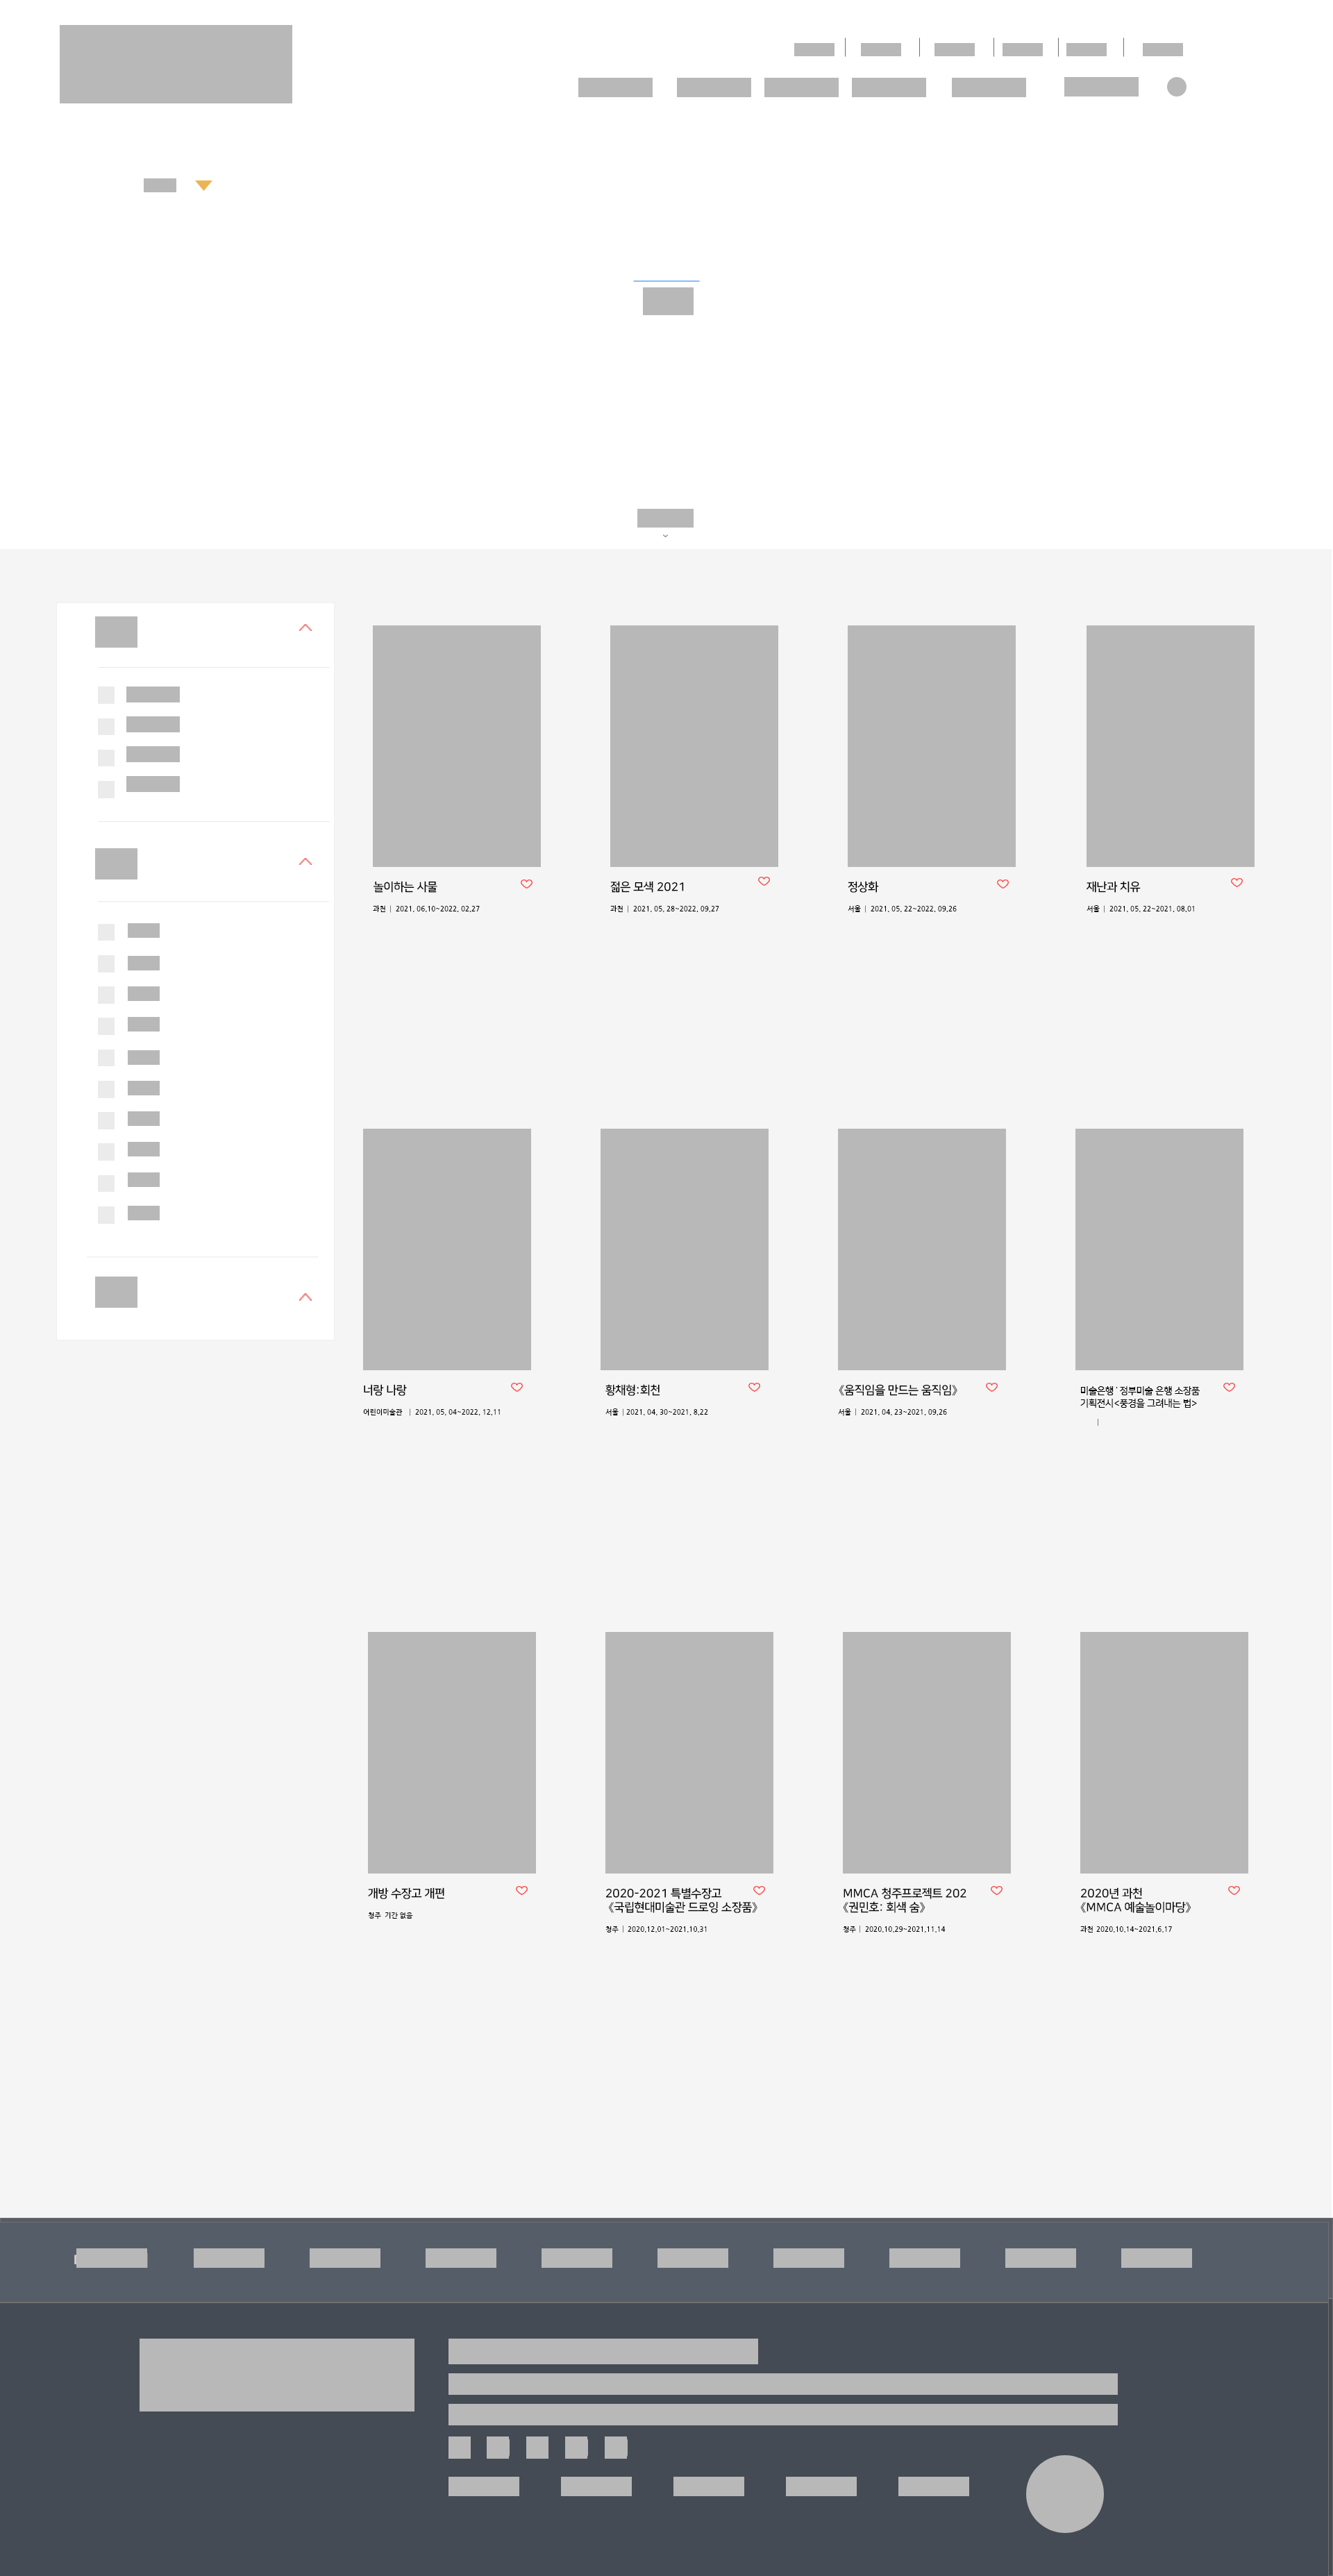 놀이하는 사물
과천 | 2021. 06.10~2022. 02.27
젊은 모색 2021
과천 | 2021. 05. 28~2022. 09.27
정상화
서울 | 2021. 05. 22~2022. 09.26
재난과 치유
서울 | 2021. 05. 22~2021. 08.01
너랑 나랑
어린이미술관 | 2021. 05. 04~2022. 12.11
황재형:회천
서울 | 2021. 04. 30~2021. 8.22
《움직임을 만드는 움직임》
서울 | 2021. 04. 23~2021. 09.26
미술은행˙정부미술 은행 소장품
기획전시<풍경을 그려내는 법>
|
개방 수장고 개편
청주 기간 없음
2020-2021 특별수장고
《국립현대미술관 드로잉 소장품》
청주 | 2020.12.01~2021.10.31
MMCA 청주프로젝트 202
《권민호: 회색 숨》
청주 | 2020.10.29~2021.11.14
2020년 과천
《MMCA 예술놀이마당》
과천 2020.10.14~2021.6.17